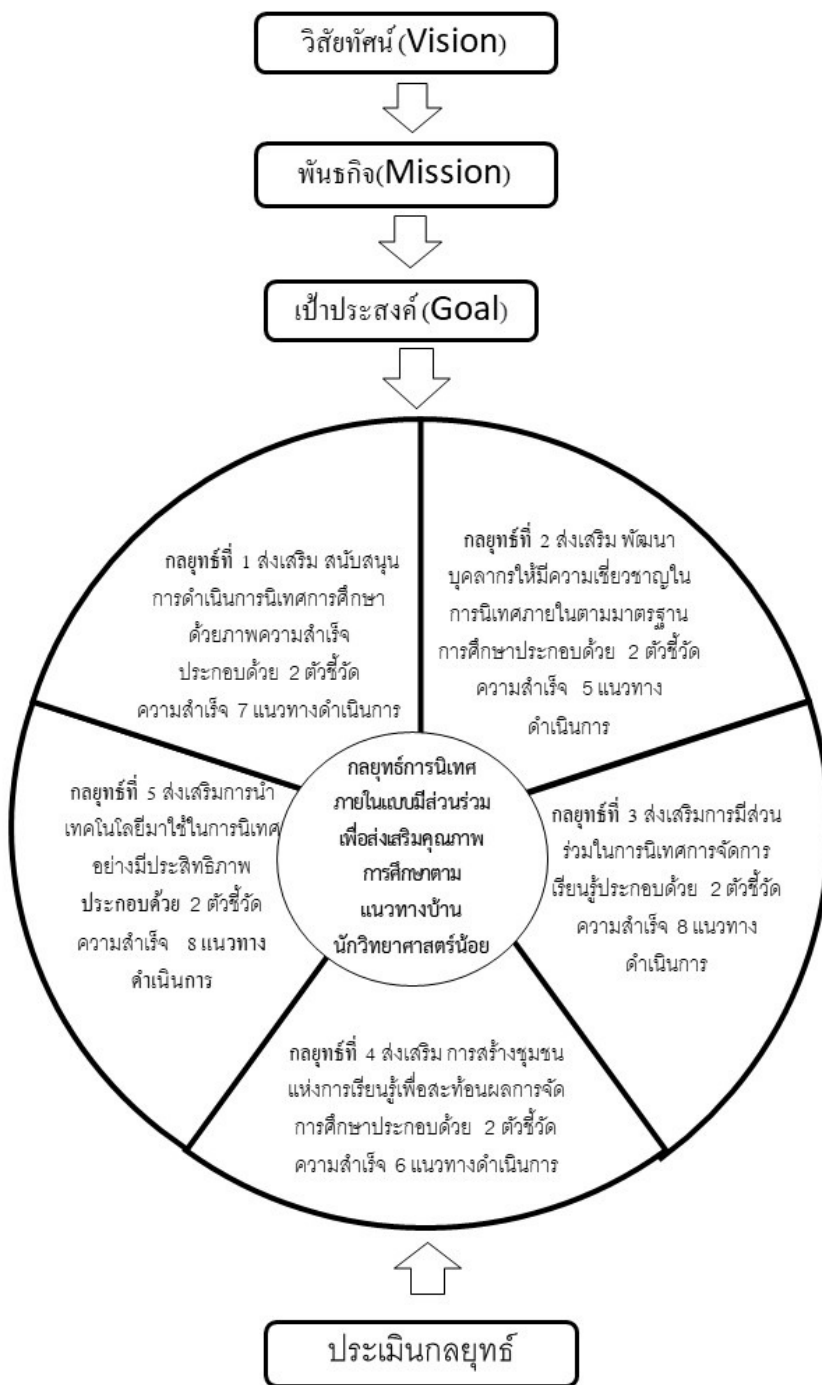 วิสัยทัศน์ (Vision)
พันธกิจ(Mission)
เป้าประสงค์ (Goal)
กลยุทธ์ที่ 1 ส่งเสริม สนับสนุน
การดำเนินการนิเทศการศึกษา
ด้วยภาพความสำเร็จ
ประกอบด้วย 2 ตัวชี้วัด
ความสำเร็จ 7 แนวทางดำเนินการ
กลยุทธ์ที่ 2 ส่งเสริม พัฒนา
บุคลากรให้มีความเชี่ยวชาญใน
การนิเทศภายในตามมาตรฐาน
การศึกษาประกอบด้วย 2 ตัวชี้วัด
ความสำเร็จ 5 แนวทาง
ดำเนินการ
กลยุทธ์ที่ 3 ส่งเสริมการมีส่วน
ร่วมในการนิเทศการจัดการ
เรียนรู้ประกอบด้วย 2 ตัวชี้วัด
ความสำเร็จ 8 แนวทาง
ดำเนินการ
กลยุทธ์ที่ 4 ส่งเสริม การสร้างชุมชน
แห่งการเรียนรู้เพื่อสะท้อนผลการจัด
การศึกษาประกอบด้วย 2 ตัวชี้วัด
ความสำเร็จ 6 แนวทางดำเนินการ
กลยุทธ์ที่ 5 ส่งเสริมการนำ
เทคโนโลยีมาใช้ในการนิเทศ
อย่างมีประสิทธิภาพ
ประกอบด้วย 2 ตัวชี้วัด
ความสำเร็จ 8 แนวทาง
ดำเนินการ
กลยุทธ์การนิเทศ
ภายในแบบมีส่วนร่วม
เพื่อส่งเสริมคุณภาพ
การศึกษาตาม
แนวทางบ้าน
นักวิทยาศาสตร์น้อย
ประเมินกลยุทธ์